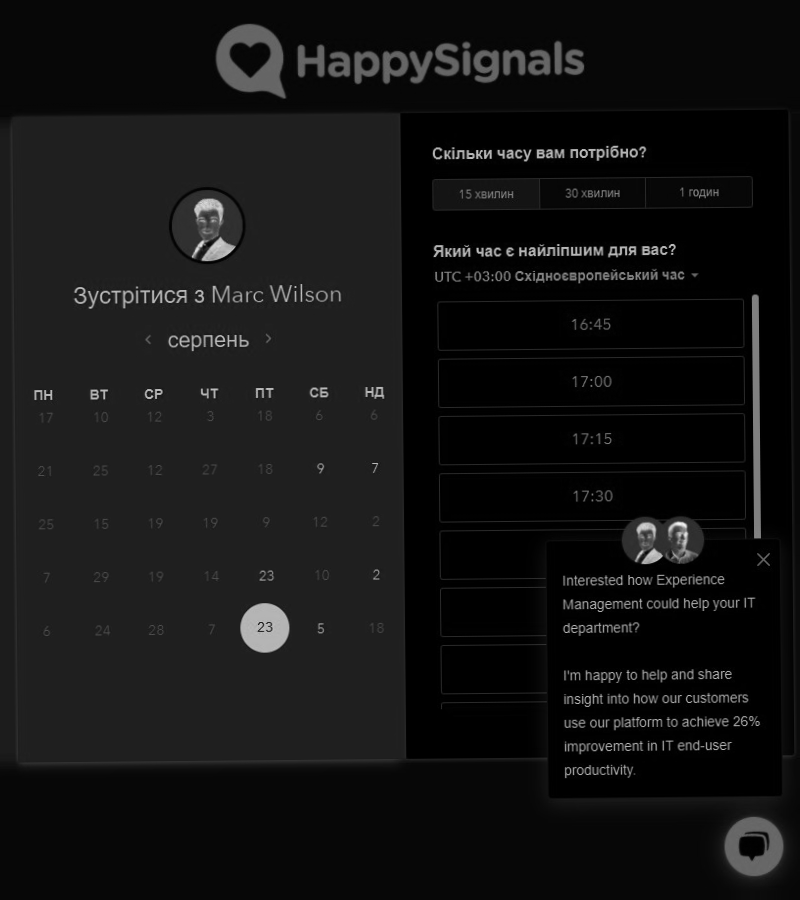 HappySignals
Зустрітися з Marc Wilson
серпень
ПН ВТ СР ЧТ ПТ СБ НД
17 10 12 3 18 6 6
21 25 12 27 18 9 7
25 15 19 19 9 12 2
7 29 19 14 23 10 2
6 24 28 7 23 5 18
Скільки часу вам потрібно?
15 хвилин 30 хвилин 1 годин
Який час є найліпшим для вас?
UTC +03:00 Східноєвропейський час
16:45
17:00
17:15
17:30
Interested how Experience
Management could help your IT
department?
I'm happy to help and share
insight into how our customers
use our platform to achieve 26%
improvement in IT end-user
productivity.